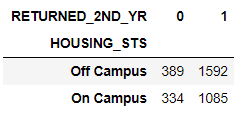 RETURNED_2ND_YR 0 1
HOUSING_STS
Off Campus 389 1592
On Campus 334 1085